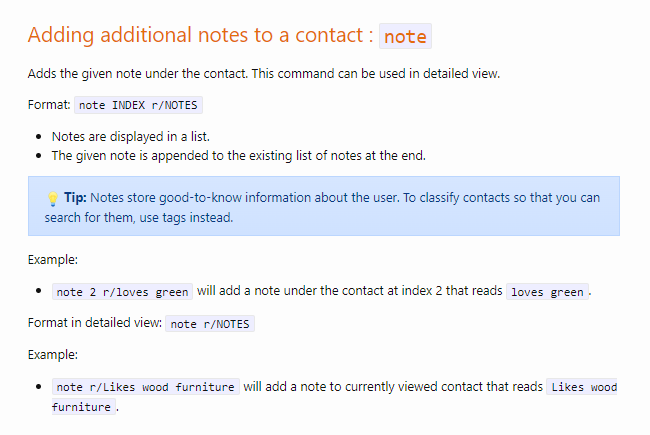 Adding additional notes to a contact : note
Adds the given note under the contact. This command can be used in detailed view.
Format: note INDEX r/NOTES
Notes are displayed in a list.
The given note is appended to the existing list of notes at the end.
💡 Tip: Notes store good-to-know information about the user. To classify contacts so that you can
search for them, use tags instead.
Example:
note 2 r/loves green will add a note under the contact at index 2 that reads loves green.
Format in detailed view: note r/NOTES
Example:
note r/Likes wood furniture will add a note to currently viewed contact that reads Likes wood
furniture.